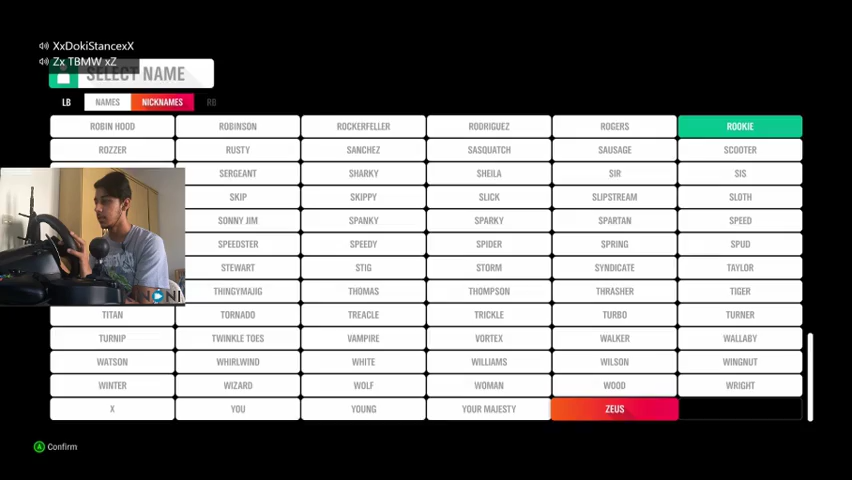 XxDokiStancexX
Zx TBMW xZ
SELECT NAME
LB NAMES NICKNAMES RB
ROBIN HOOD ROBINSON ROCKERFELLER RODRIGUEZ ROGERS ROOKIE
ROZZER RUSTY SANCHEZ SASQUATCH SAUSAGE SCOOTER
SERGEANT SHARKY SHEILA SIR SIS
SKIP SKIPPY SLICK SLIPSTREAM SLOTH
SONNY JIM SPANKY SPARKY SPARTAN SPEED
SPEEDSTER SPEEDY SPIDER SPRING SPUD
STEWART STIG STORM SYNDICATE TAYLOR
THINGYMAJIG THOMAS THOMPSON THRASHER TIGER
TITAN TORNADO TREACLE TRICKLE TURBO TURNER
TURNIP TWINKLE TOES VAMPIRE VORTEX WALKER WALLABY
WATSON WHIRLWIND WHITE WILLIAMS WILSON WINGNUT
WINTER WIZARD WOLF WOMAN WOOD WRIGHT
X YOU YOUNG YOUR MAJESTY ZEUS
A Confirm